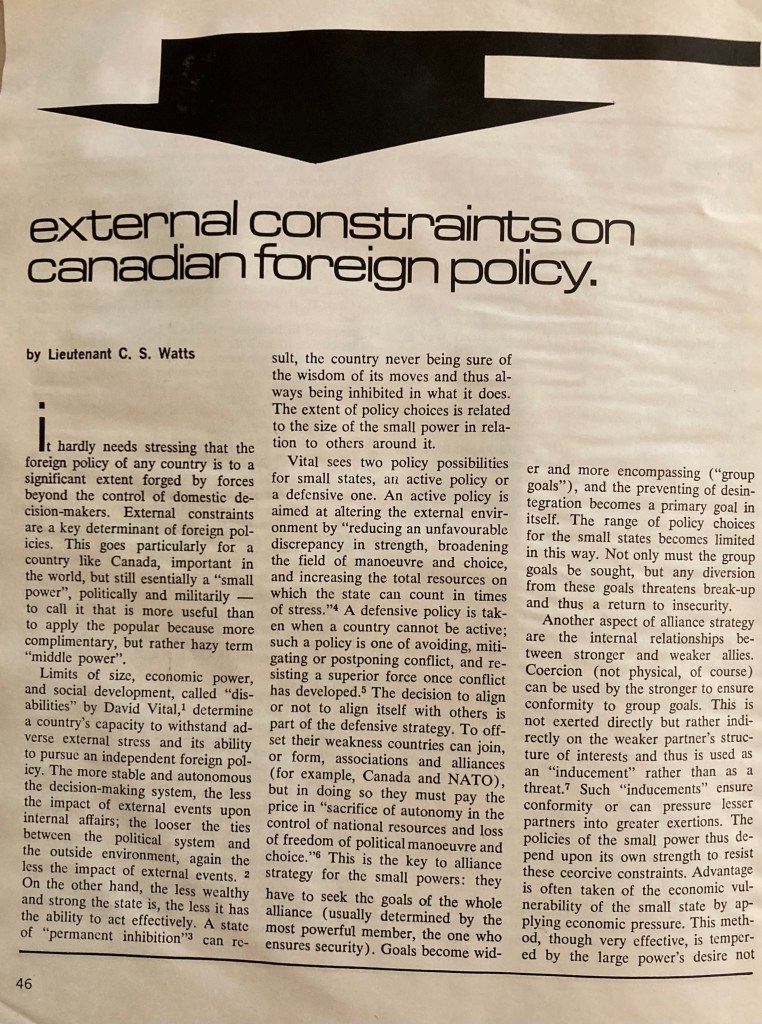 external constraints on
canadian foreign policy.
by Lieutenant C. S. Watts
it hardly needs stressing that the
foreign policy of any country is to a
significant extent forged by forces
beyond the control of domestic de-
cision-makers. External constraints
are a key determinant of foreign pol-
icies. This goes particularly for a
country like Canada, important in
the world, but still esentially a “small
power”, politically and militarily —
to call it that is more useful than
to apply the popular because more
complimentary, but rather hazy term
“middle power”.
Limits of size, economic power,
and social development, called “dis-
abilities” by David Vital,¹ determine
a country's capacity to withstand ad-
verse external stress and its ability
to pursue an independent foreign pol-
icy. The more stable and autonomous
the decision-making system, the less
the impact of external events upon
internal affairs; the looser the ties
between the political system and
the outside environment, again the
less the impact of external events. ²
On the other hand, the less wealthy
and strong the state is, the less it has
the ability to act effectively. A state
of “permanent inhibition”³ can re-
sult, the country never being sure of
the wisdom of its moves and thus al-
ways being inhibited in what it does.
The extent of policy choices is related
to the size of the small power in rela-
tion to others around it.
Vital sees two policy possibilities
for small states, an active policy or
a defensive one. An active policy is
aimed at altering the external envir-
onment by “reducing an unfavourable
discrepancy in strength, broadening
the field of manoeuvre and choice,
and increasing the total resources on
which the state can count in times
of stress.”⁴ A defensive policy is tak-
en when a country cannot be active;
such a policy is one of avoiding, miti-
gating or postponing conflict, and re-
sisting a superior force once conflict
has developed.⁵ The decision to align
or not to align itself with others is
part of the defensive strategy. To off-
set their weakness countries can join,
or form, associations and alliances
(for example, Canada and NATO),
but in doing so they must pay the
price in “sacrifice of autonomy in the
control of national resources and loss
of freedom of political manoeuvre and
choice.”⁶ This is the key to alliance
strategy for the small powers: they
have to seek the goals of the whole
alliance (usually determined by the
most powerful member, the one who
ensures security). Goals become wid-
er and more encompassing (“group
goals”), and the preventing of desin-
tegration becomes a primary goal in
itself. The range of policy choices
for the small states becomes limited
in this way. Not only must the group
goals be sought, but any diversion
from these goals threatens break-up
and thus a return to insecurity.
Another aspect of alliance strategy
are the internal relationships be-
tween stronger and weaker allies.
Coercion (not physical, of course)
can be used by the stronger to ensure
conformity to group goals. This is
not exerted directly but rather indi-
rectly on the weaker partner's struc-
ture of interests and thus is used as
an “inducement” rather than as a
threat.⁷ Such “inducements” ensure
conformity or can pressure lesser
partners into greater exertions. The
policies of the small power thus de-
pend upon its own strength to resist
these ceorcive constraints. Advantage
is often taken of the economic vul-
nerability of the small state by ap-
plying economic pressure. This meth-
od, though very effective, is temper-
ed by the large power's desire not
46